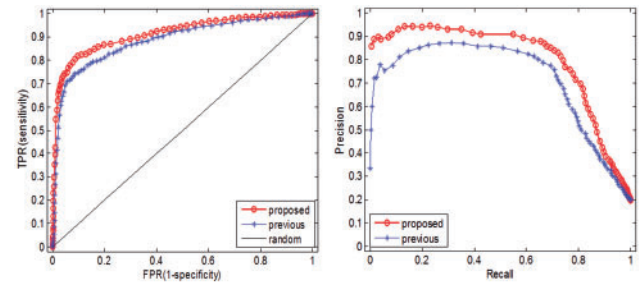 1
0.9
0.8
0.7
0.6
0.5
0.4
0.3
0.2
0.1
0
TPR(sensitivity)
proposed
previous
random
0 0.2 0.4 0.6 0.8 1
FPR(1-specificity)
1
0.9
0.8
0.7
0.6
0.5
0.4
0.3
0.2
0.1
0
Precision
proposed
previous
0 0.2 0.4 0.6 0.8 1
Recall